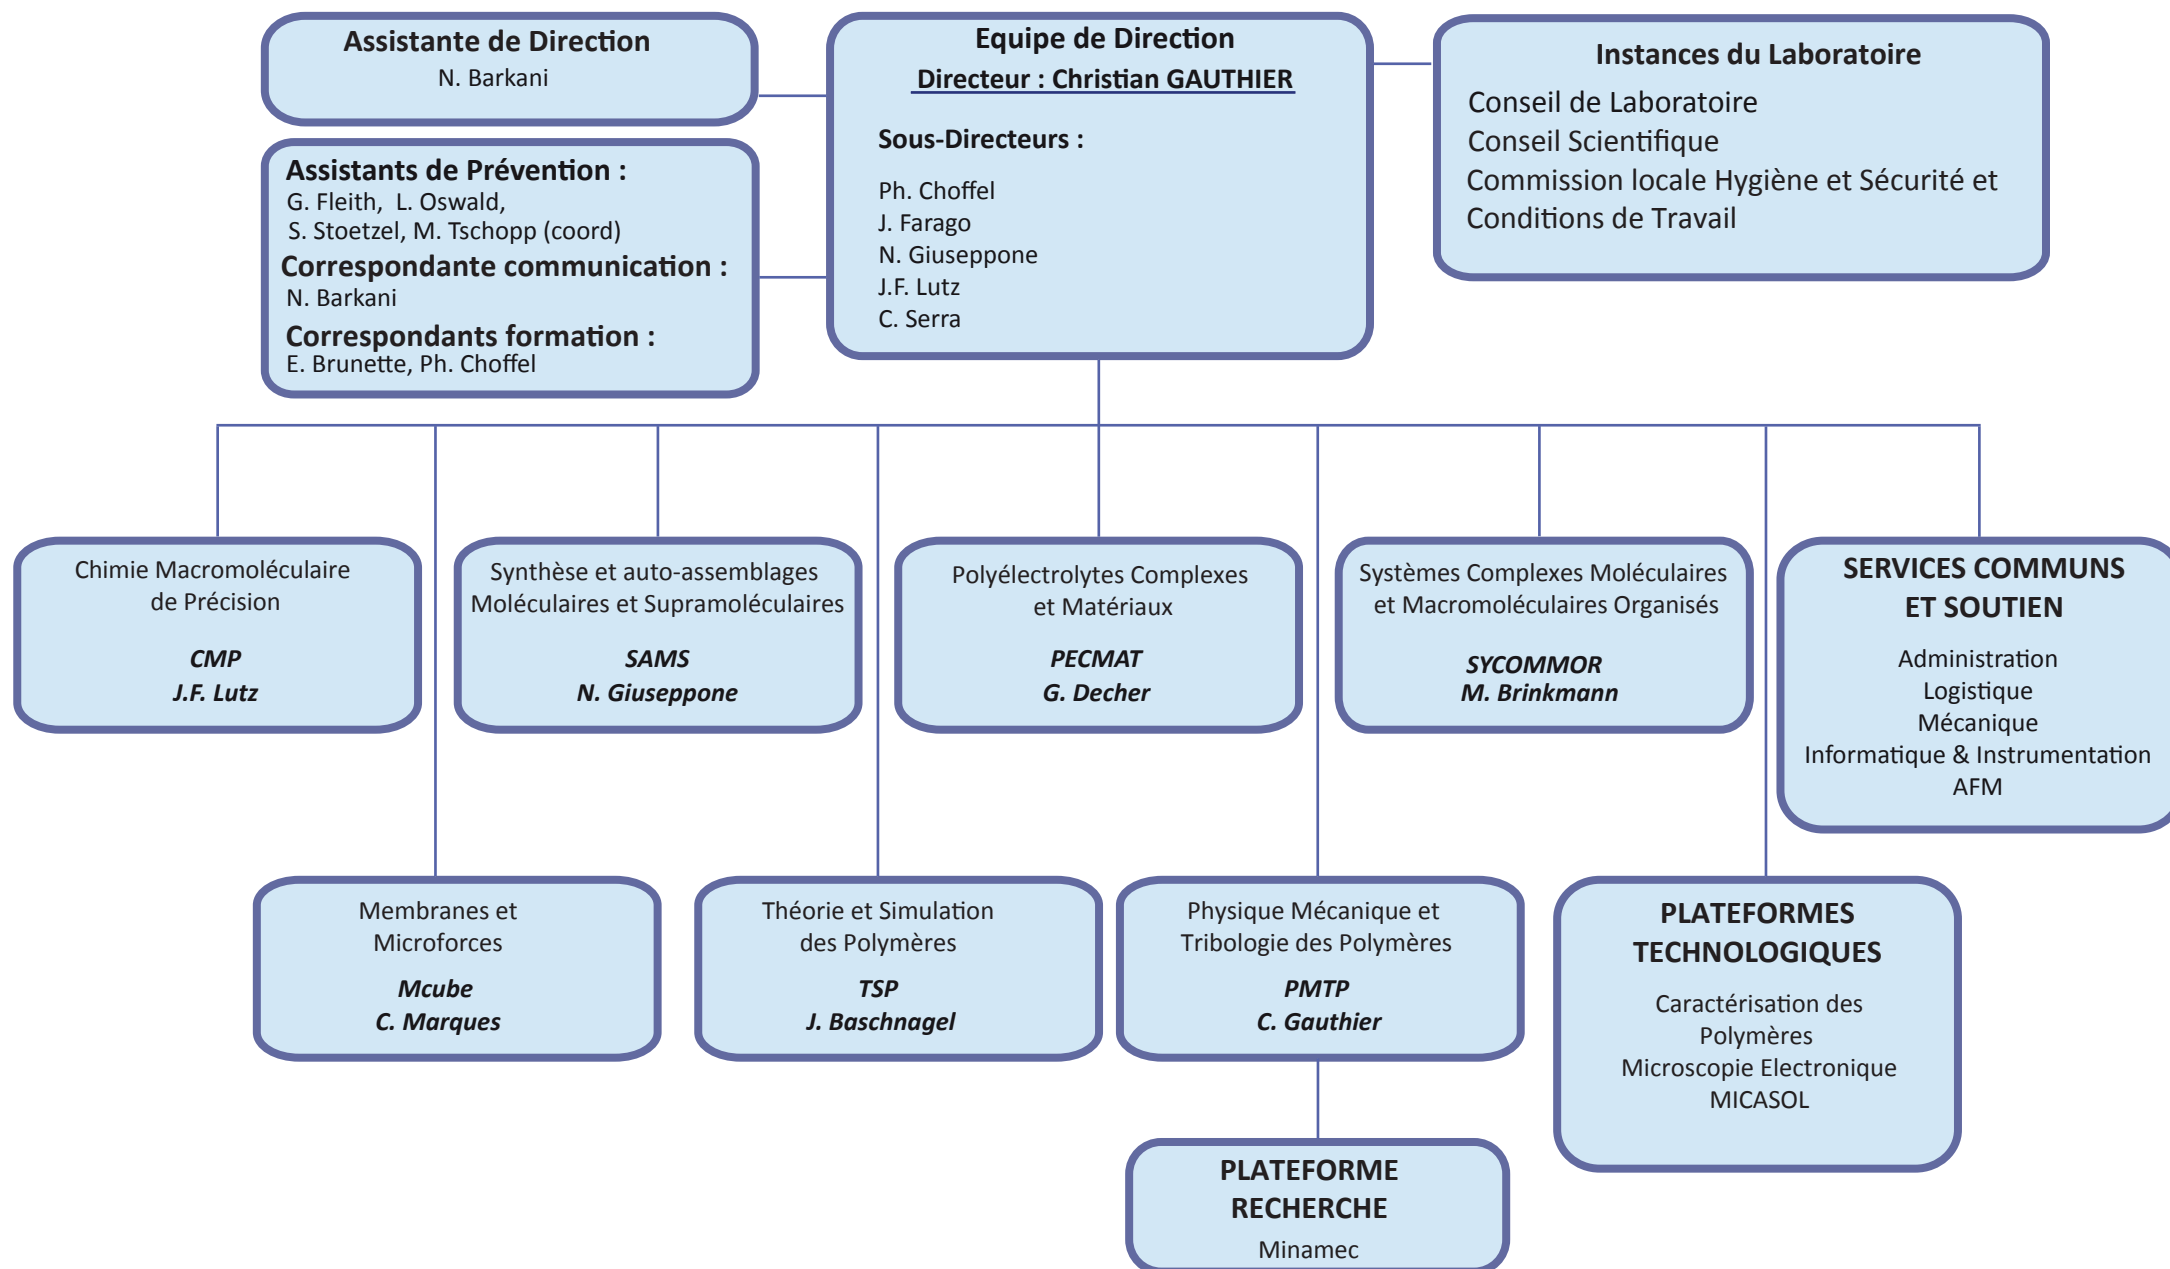 Assistante de Direction
N. Barkani
Assistants de Prévention :
G. Fleith, L. Oswald,
S. Stoetzel, M. Tschopp (coord)
Correspondante communication :
N. Barkani
Correspondants formation :
E. Brunette, Ph. Choffel
Equipe de Direction
Directeur : Christian GAUTHIER
Sous-Directeurs :
Ph. Choffel
J. Farago
N. Giuseppone
J.F. Lutz
C. Serra
Instances du Laboratoire
Conseil de Laboratoire
Conseil Scientifique
Commission locale Hygiène et Sécurité et
Conditions de Travail
Chimie Macromoléculaire
de Précision
CMP
J.F. Lutz
Synthèse et auto-assemblages
Moléculaires et Supramoléculaires
SAMS
N. Giuseppone
Polyélectrolytes Complexes
et Matériaux
PECMAT
G. Decher
Systèmes Complexes Moléculaires
et Macromoléculaires Organisés
SYCOMMOR
M. Brinkmann
SERVICES COMMUNS
ET SOUTIEN
Administration
Logistique
Mécanique
Informatique & Instrumentation
AFM
Membranes et
Microforces
Mcube
C. Marques
Théorie et Simulation
des Polymères
TSP
J. Baschnagel
Physique Mécanique et
Tribologie des Polymères
PMTP
C. Gauthier
PLATEFORMES
TECHNOLOGIQUES
Caractérisation des
Polymères
Microscopie Electronique
MICASOL
PLATEFORME
RECHERCHE
Minamec